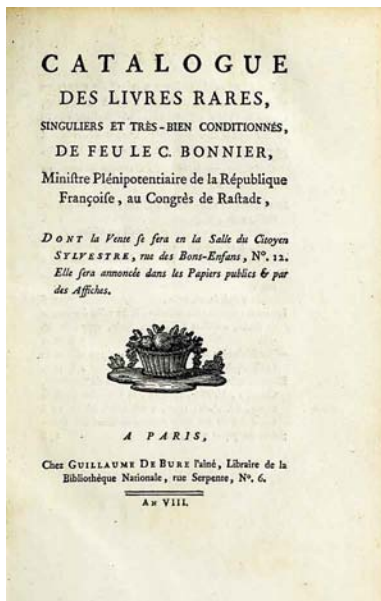 CATALOGUE
DES LIVRES RARES,
SINGULIERS ET TRÈS-BIEN CONDITIONNÉS,
DE FEU LE C. BONNIER,
Miniſtre Plénipotentiaire de la République
Françoiſe, au Congrès de Raſtadt,
DONT la Vente ſe ſera en la Salle du Citoyen
SYLVESTRE, rue des Bons-Enfans, N°. 12.
Elle ſera annoncée dans les Papiers publics & par
des Affiches.
A PARIS,
Chez GUILLAUME DE BURE l'aîné, Libraire de la
Bibliothèque Nationale, rue Serpente, N°. 6.
AN VIII.